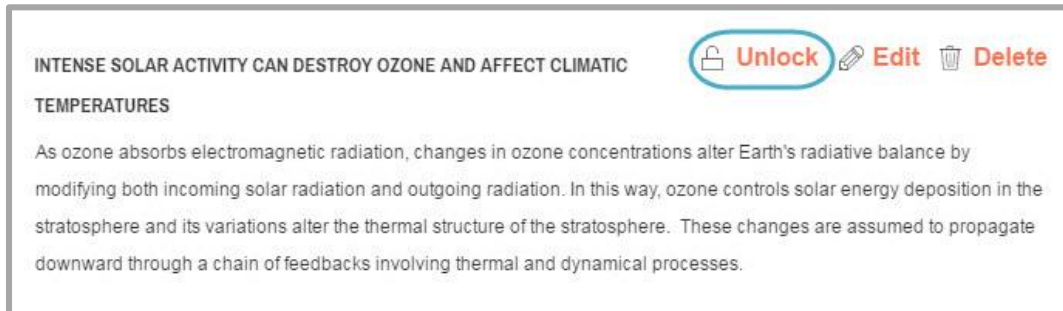 INTENSE SOLAR ACTIVITY CAN DESTROY OZONE AND AFFECT CLIMATIC
TEMPERATURES
Unlock Edit Delete
As ozone absorbs electromagnetic radiation, changes in ozone concentrations alter Earth's radiative balance by
modifying both incoming solar radiation and outgoing radiation. In this way, ozone controls solar energy deposition in the
stratosphere and its variations alter the thermal structure of the stratosphere. These changes are assumed to propagate
downward through a chain of feedbacks involving thermal and dynamical processes.